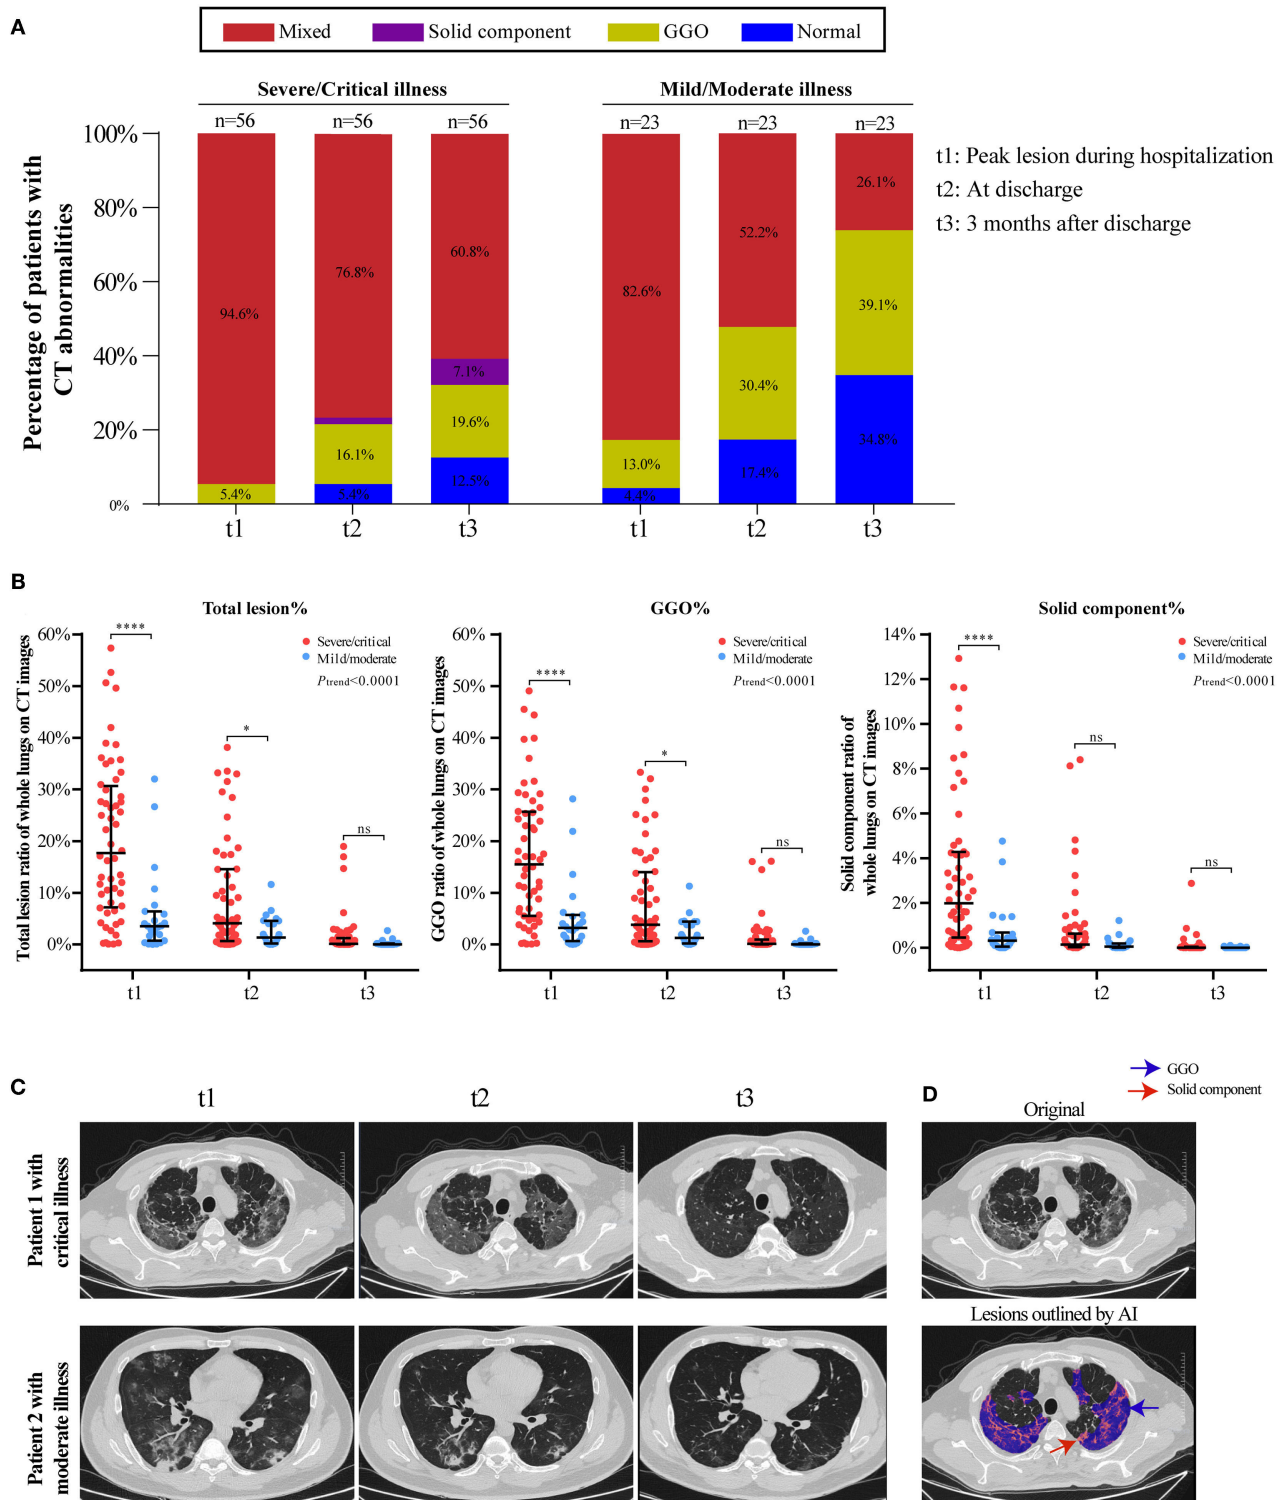 A
Mixed Solid component GGO Normal
Severe/Critical illness Mild/Moderate illness
n=56 n=56 n=56 n=23 n=23 n=23
Percentage of patients with
CT abnormalities
100%
80%
60%
40%
20%
0%
94.6%
5.4%
76.8%
16.1%
5.4%
60.8%
7.1%
19.6%
12.5%
82.6%
13.0%
4.4%
52.2%
30.4%
17.4%
26.1%
39.1%
34.8%
t1 t2 t3 t1 t2 t3
t1: Peak lesion during hospitalization
t2: At discharge
t3: 3 months after discharge
B
Total lesion%
Total lesion ratio of whole lungs on CT images
60%
50%
40%
30%
20%
10%
0%
Severe/critical
Mild/moderate
Ptrend<0.0001
****
*
ns
t1 t2 t3
GGO%
GGO ratio of whole lungs on CT images
60%
50%
40%
30%
20%
10%
0%
Severe/critical
Mild/moderate
Ptrend<0.0001
****
*
ns
t1 t2 t3
Solid component%
Solid component ratio of
whole lungs on CT images
14%
12%
10%
8%
6%
4%
2%
0%
Severe/critical
Mild/moderate
Ptrend<0.0001
****
ns
ns
t1 t2 t3
C
t1 t2 t3
Patient 1 with
critical illness
Patient 2 with
moderate illness
D
GGO
Solid component
Original
Lesions outlined by AI